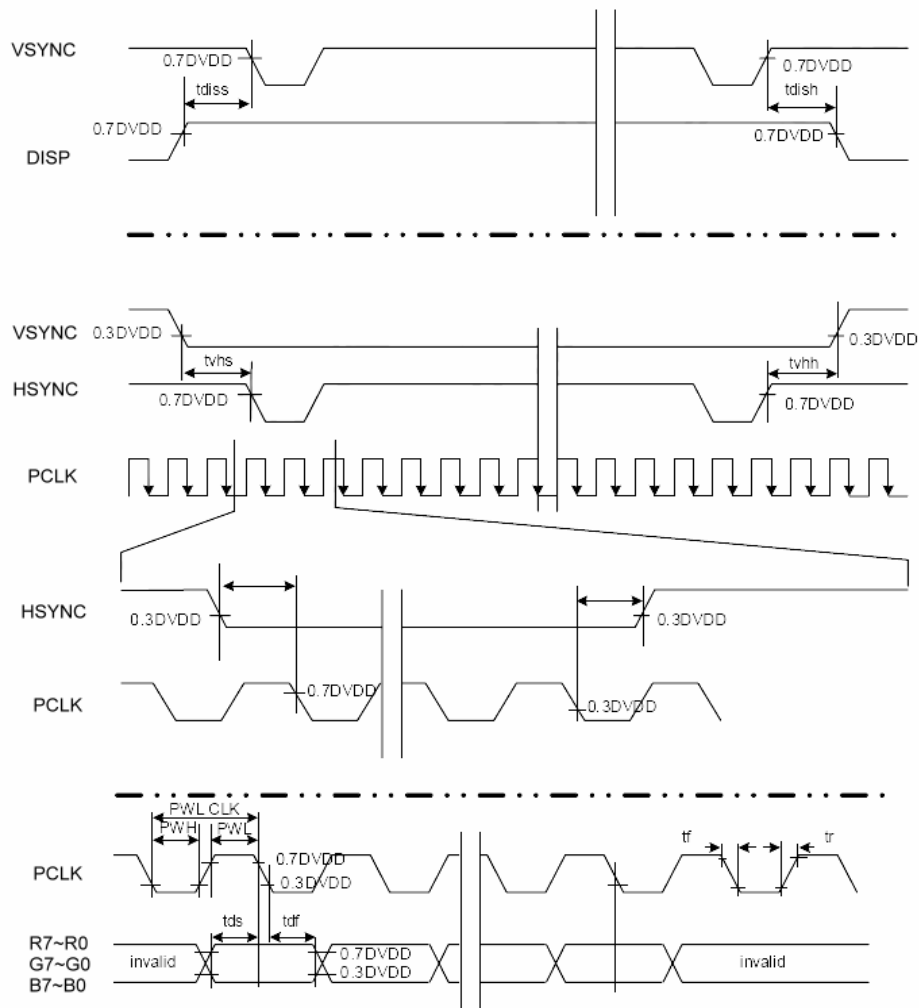 VSYNC
0.7DVDD
0.7DVDD
tdiss
tdish
0.7DVDD
0.7DVDD
DISP
VSYNC
0.3DVDD
0.3DVDD
tvhs
tvhh
HSYNC
0.7DVDD
0.7DVDD
PCLK
HSYNC
0.3DVDD
0.3DVDD
PCLK
0.7DVDD
0.3DVDD
PWL CLK
PWH
PWL
tf
tr
PCLK
0.7DVDD
0.3DVDD
tds
tdf
R7~R0
G7~G0
B7~B0
invalid
0.7DVDD
0.3DVDD
invalid